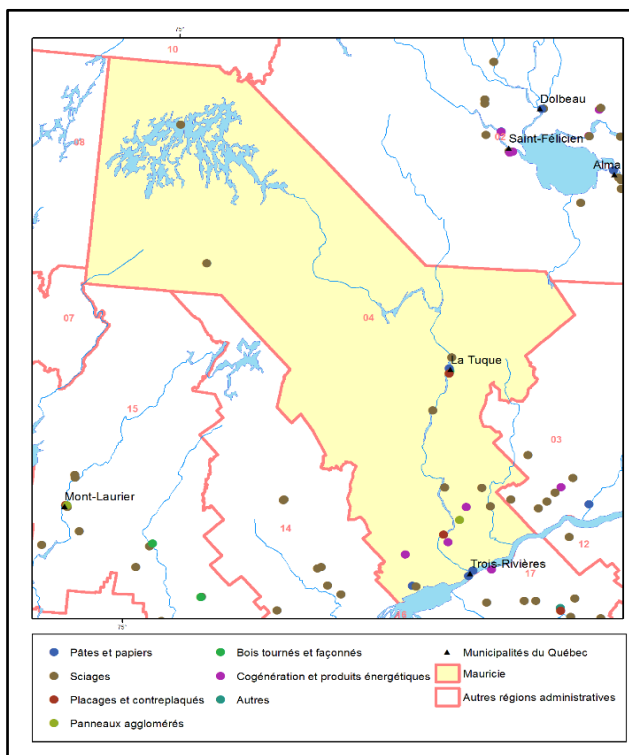 75°
10
Dolbeau
02
Saint-Félicien
08
Alma
07
04
La Tuque
15
03
Mont-Laurier
14
12
Trois-Rivières
17
16
75°
Pâtes et papiers
Bois tournés et façonnés
Municipalités du Québec
Sciages
Cogénération et produits énergétiques
Mauricie
Placages et contreplaqués
Autres
Autres régions administratives
Panneaux agglomérés